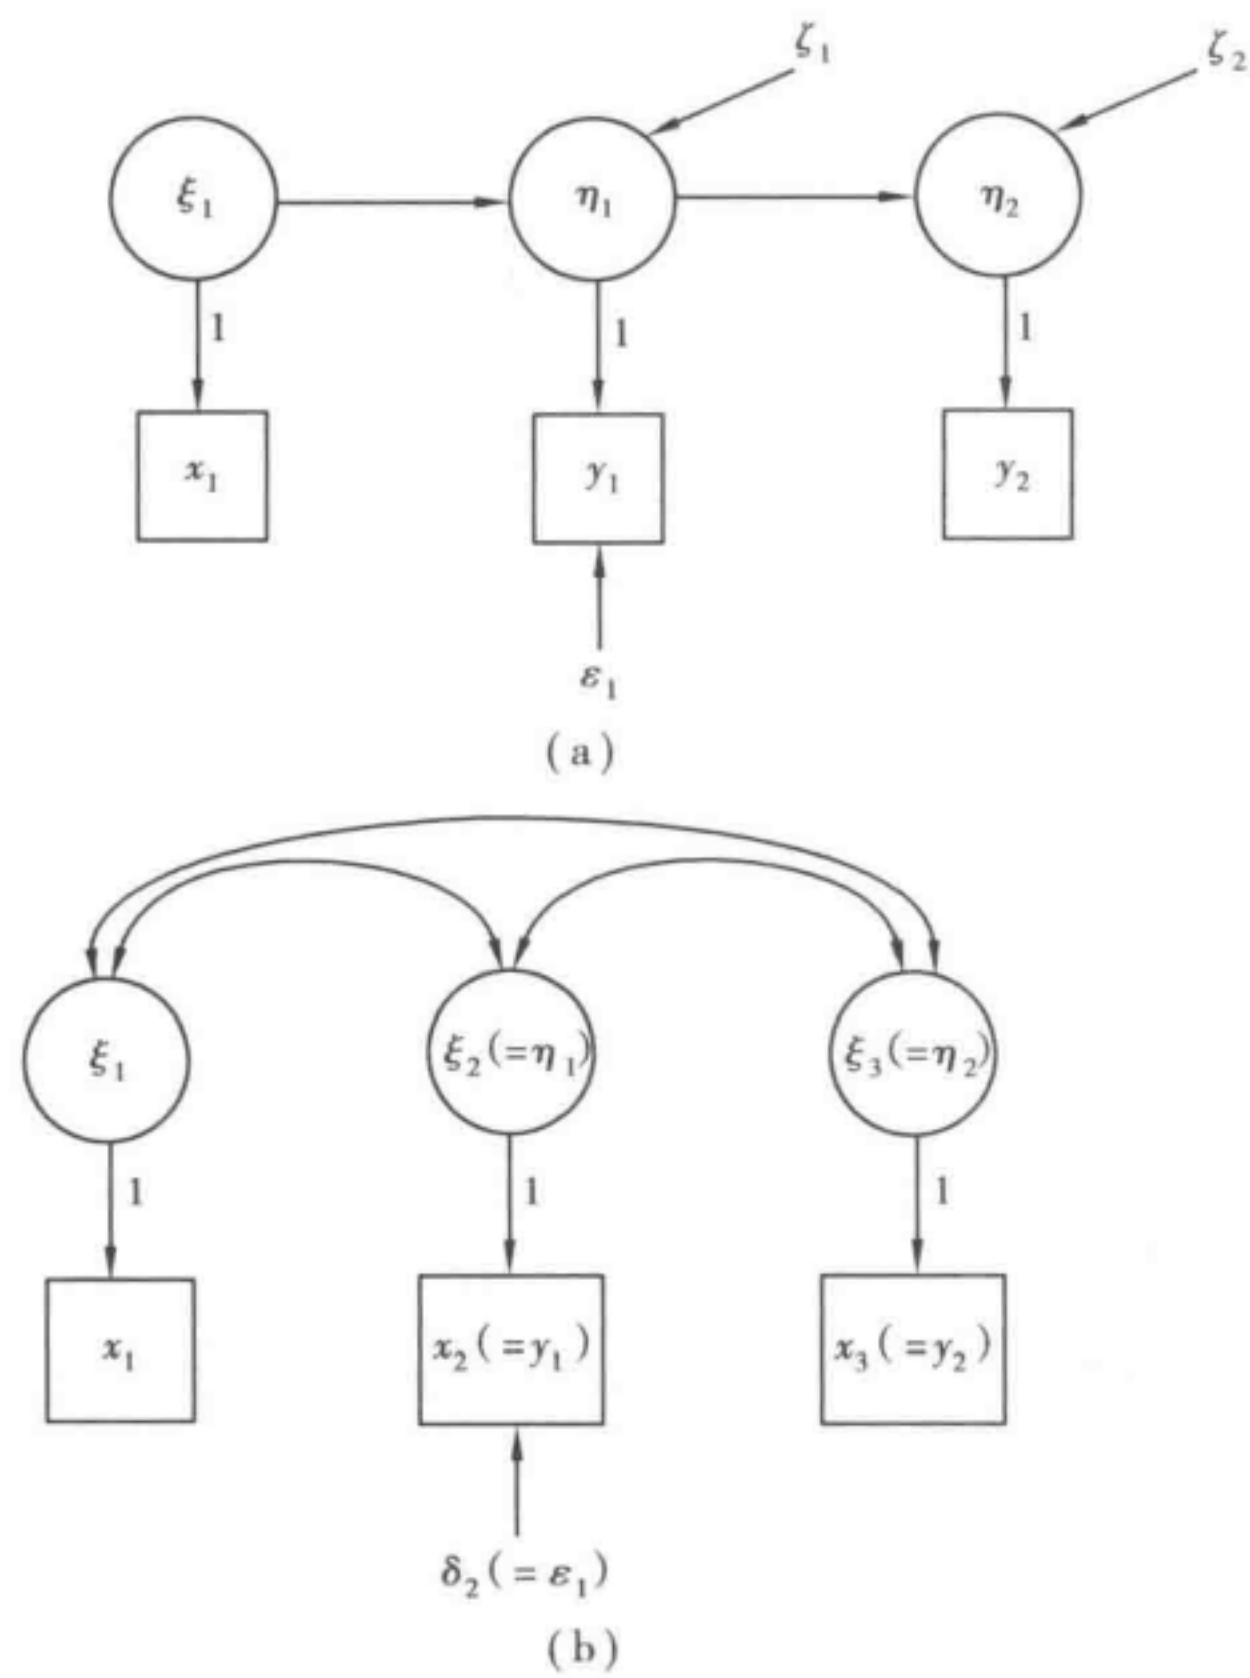 ζ₁ ζ₂
ξ₁ η₁ η₂
1 1 1
x₁ y₁ y₂
ε₁
(a)
ξ₁ ξ₂(=η₁) ξ₃(=η₂)
1 1 1
x₁ x₂(=y₁) x₃(=y₂)
δ₂(=ε₁)
(b)